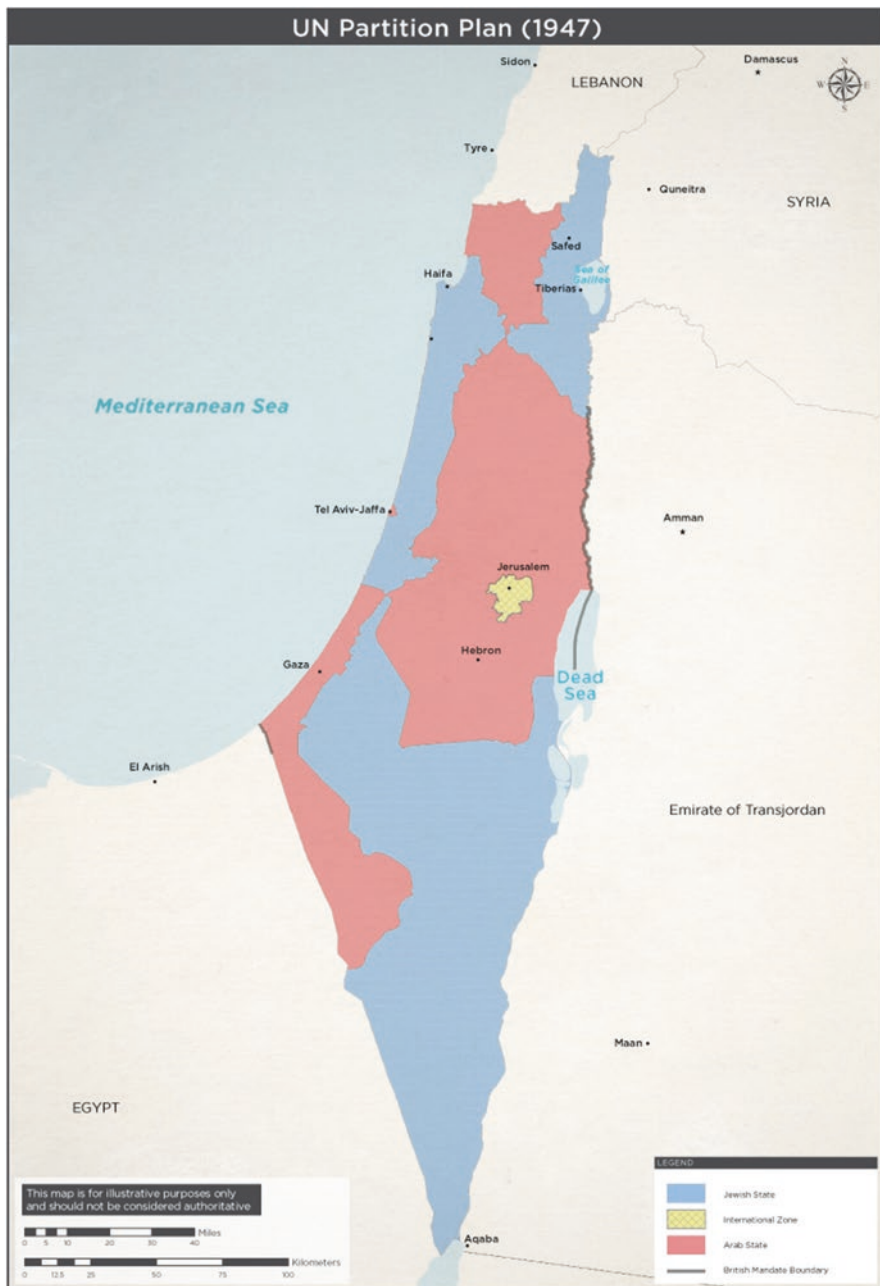 UN Partition Plan (1947)
Sidon
Damascus
N
W E
S
LEBANON
Tyre
Quneitra
SYRIA
Safed
Sea of
Galilee
Haifa
Tiberias
Mediterranean Sea
Tel Aviv-Jaffa
Amman
Jerusalem
Hebron
Gaza
Dead
Sea
El Arish
Emirate of Transjordan
Maan
EGYPT
Aqaba
This map is for illustrative purposes only
and should not be considered authoritative
Miles
0 5 10 20 30 40
Kilometers
0 12.5 25 50 75 100
LEGEND
Jewish State
International Zone
Arab State
British Mandate Boundary